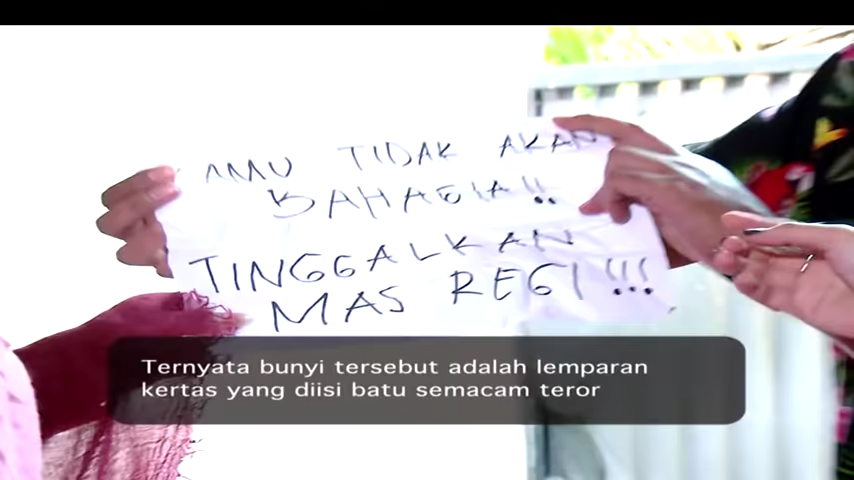 AMU TIDAK AKAN
BAHAGIA!!
TINGGALKAN
MAS REGI!!!
Ternyata bunyi tersebut adalah lemparan
kertas yang diisi batu semacam teror